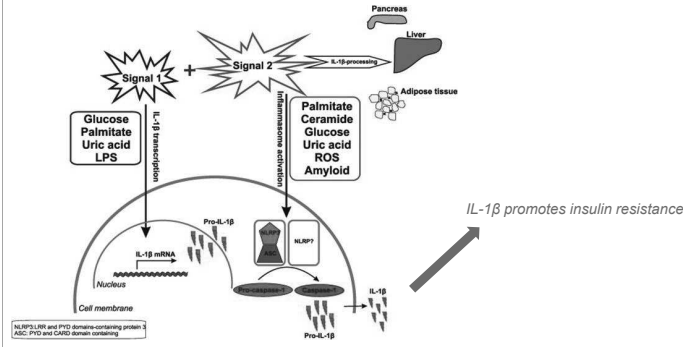 Pancreas
Liver
Signal 1
+
Signal 2
IL-1β-processing
Adipose tissue
Glucose
Palmitate
Uric acid
LPS
IL-1β transcription
Inflammasome activation
Palmitate
Ceramide
Glucose
Uric acid
ROS
Amyloid
IL-1β promotes insulin resistance
Pro-IL-1β
NLRP3
ASC
NLRP?
IL-1β mRNA
Nucleus
Cell membrane
Pro-caspase-1
Caspase-1
IL-1β
Pro-IL-1β
NLRP3:LRR and PYD domains-containing protein 3
ASC: PYD and CARD domain containing